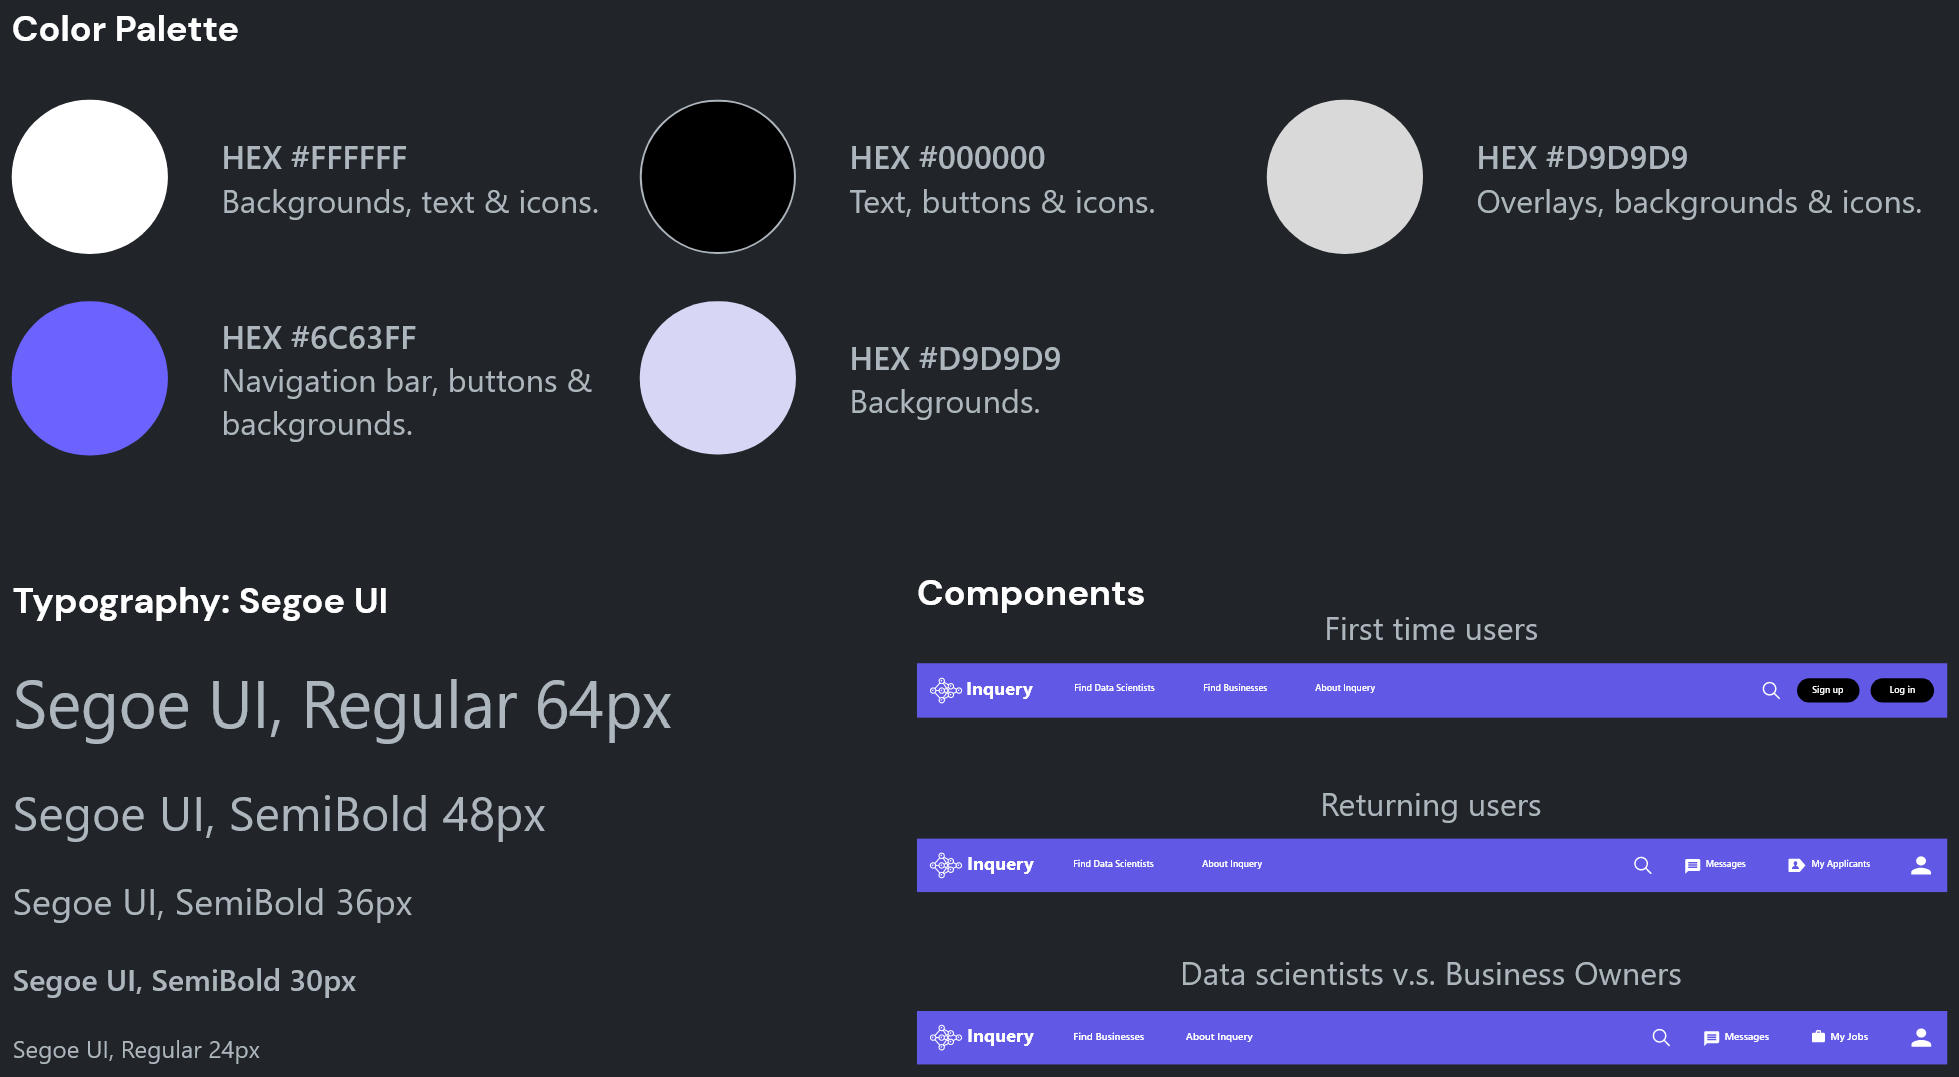 Color Palette
HEX #FFFFFF
Backgrounds, text & icons.
HEX #000000
Text, buttons & icons.
HEX #D9D9D9
Overlays, backgrounds & icons.
HEX #6C63FF
Navigation bar, buttons &
backgrounds.
HEX #D9D9D9
Backgrounds.
Typography: Segoe UI
Segoe UI, Regular 64px
Segoe UI, SemiBold 48px
Segoe UI, SemiBold 36px
Segoe UI, SemiBold 30px
Segoe UI, Regular 24px
Components
First time users
Inquery Find Data Scientists Find Businesses About Inquery Sign up Log in
Returning users
Inquery Find Data Scientists About Inquery Messages My Applicants
Data scientists v.s. Business Owners
Inquery Find Businesses About Inquery Messages My Jobs